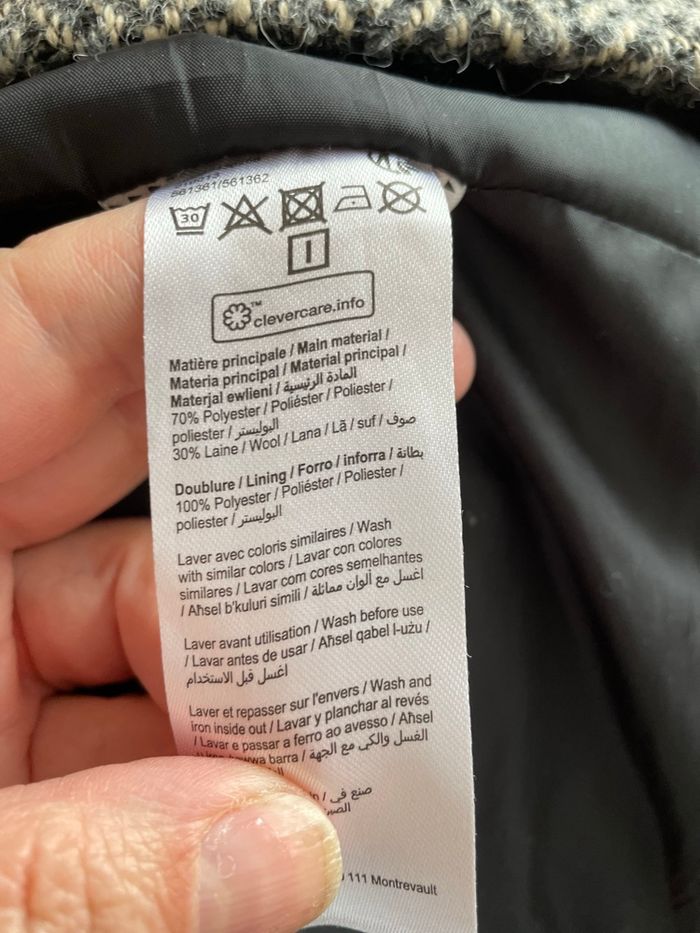 561361/561362
30
™
clevercare.info
Matière principale / Main material /
Materia principal / Material principal /
Materjal ewlieni / المادة الرئيسية
70% Polyester / Poliéster / Poliester /
poliester / البوليستر
30% Laine / Wool / Lana / Lã / suf / صوف
Doublure / Lining / Forro / inforra / بطانة
100% Polyester / Poliéster / Poliester /
poliester / البوليستر
Laver avec coloris similaires / Wash
with similar colors / Lavar con colores
similares / Lavar com cores semelhantes
/ Aħsel b'kuluri simili / اغسل مع ألوان مماثلة
Laver avant utilisation / Wash before use
/ Lavar antes de usar / Aħsel qabel l-użu /
اغسل قبل الاستخدام
Laver et repasser sur l'envers / Wash and
iron inside out / Lavar y planchar al revés
/ Lavar e passar a ferro ao avesso / Aħsel
barra / الغسل والكي مع الجهة
/ صنع في
111 Montrevault